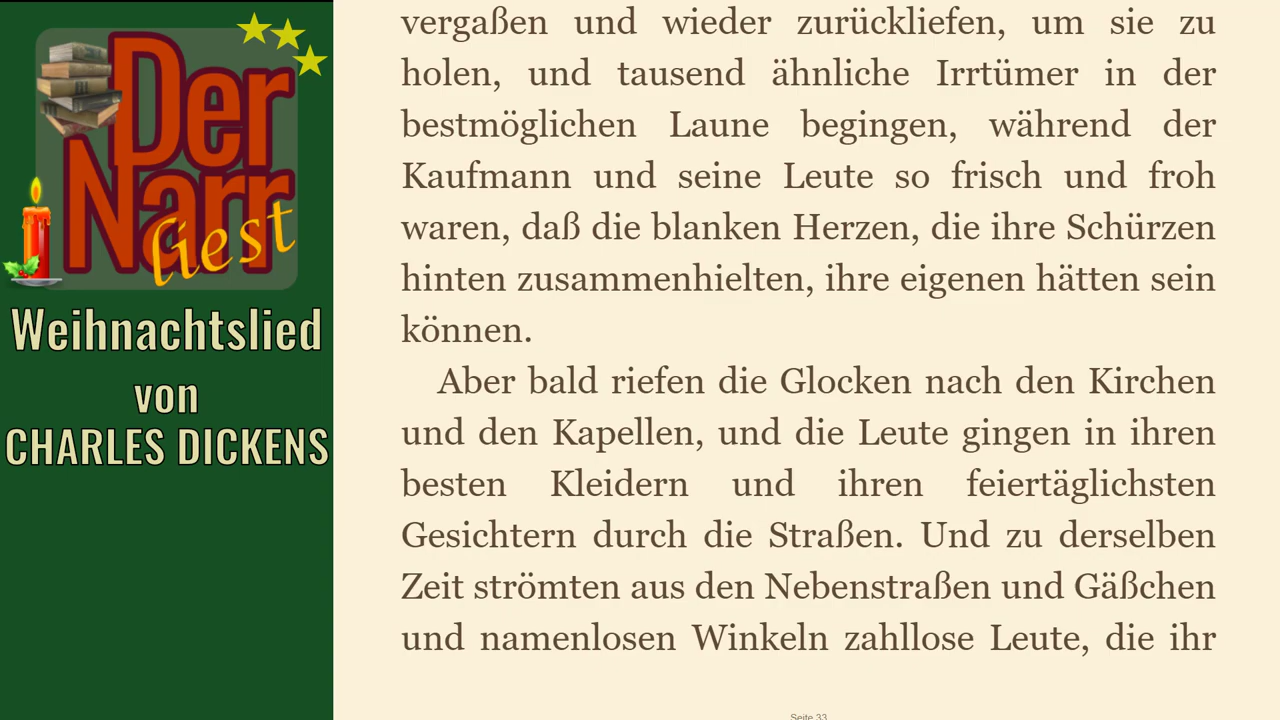 Der
Narr
liest
Weihnachtslied
von
CHARLES DICKENS
vergaßen und wieder zurückliefen, um sie zu
holen, und tausend ähnliche Irrtümer in der
bestmöglichen Laune begingen, während der
Kaufmann und seine Leute so frisch und froh
waren, daß die blanken Herzen, die ihre Schürzen
hinten zusammenhielten, ihre eigenen hätten sein
können.
Aber bald riefen die Glocken nach den Kirchen
und den Kapellen, und die Leute gingen in ihren
besten Kleidern und ihren feiertäglichsten
Gesichtern durch die Straßen. Und zu derselben
Zeit strömten aus den Nebenstraßen und Gäßchen
und namenlosen Winkeln zahllose Leute, die ihr
Seite 33